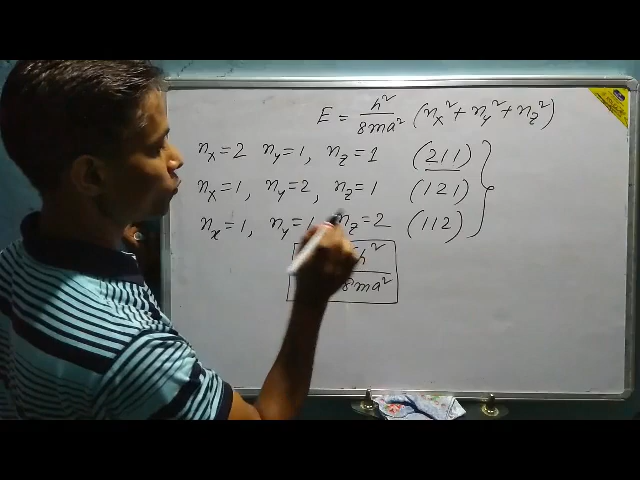 E = h²/8ma² (nx² + ny² + nz²)
nx=2 ny=1, nz=1 (211)
nx=1, ny=2, nz=1 (121)
nx=1, ny=1, nz=2 (112)
h²/8ma²